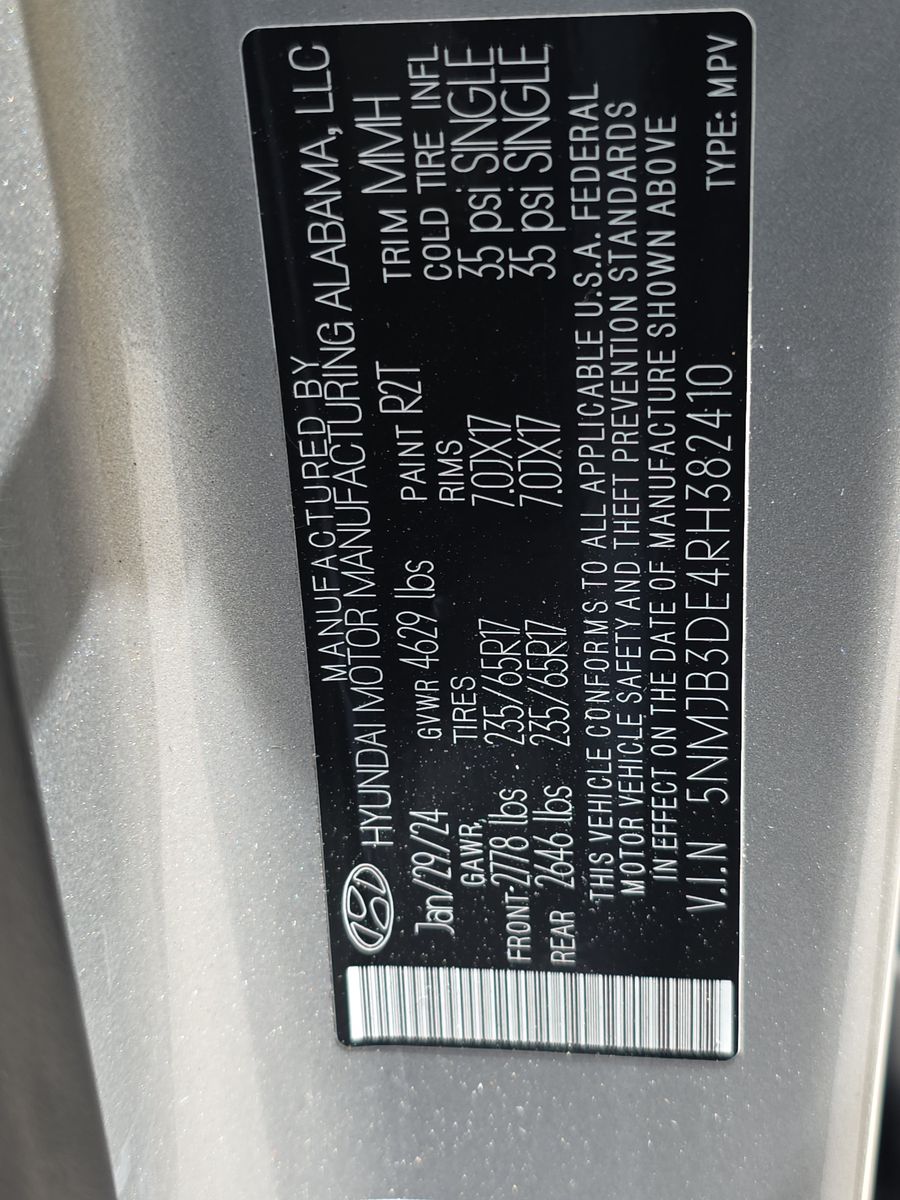 MANUFACTURED BY
HYUNDAI MOTOR MANUFACTURING ALABAMA, LLC
Jan/29/24 GVWR 4629 lbs PAINT R2T TRIM MMH
GAWR TIRES RIMS COLD TIRE INFL
FRONT 2778 lbs 235/65R17 7.0JX17 35 psi SINGLE
REAR 2646 lbs 235/65R17 7.0JX17 35 psi SINGLE
THIS VEHICLE CONFORMS TO ALL APPLICABLE U.S.A. FEDERAL
MOTOR VEHICLE SAFETY AND THEFT PREVENTION STANDARDS
IN EFFECT ON THE DATE OF MANUFACTURE SHOWN ABOVE
V.I.N 5NMJB3DE4RH382410 TYPE: MPV